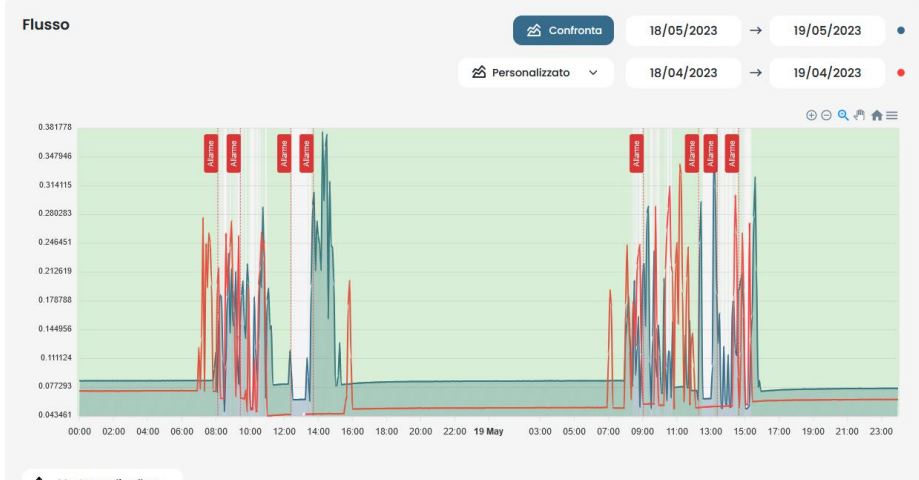 Flusso
Confronta 18/05/2023 → 19/05/2023
Personalizzato 18/04/2023 → 19/04/2023
0.381778
0.347946
0.314115
0.280283
0.246451
0.212619
0.178788
0.144956
0.111124
0.077293
0.043461
Allarme Allarme Allarme Allarme Allarme Allarme Allarme Allarme
00:00 02:00 04:00 06:00 08:00 10:00 12:00 14:00 16:00 18:00 20:00 22:00 19 May 03:00 05:00 07:00 09:00 11:00 13:00 15:00 17:00 19:00 21:00 23:00